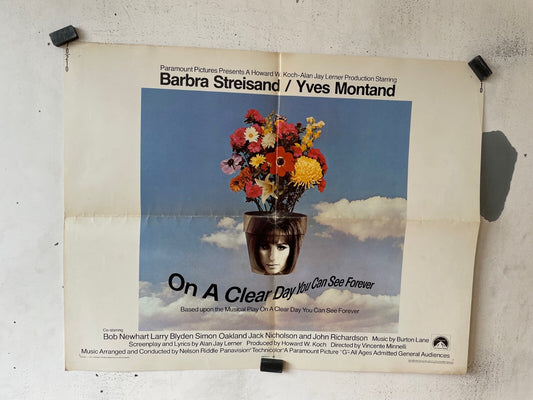 Paramount Pictures Presents A Howard W. Koch-Alan Jay Lerner Production Starring
Barbra Streisand / Yves Montand
On A Clear Day You Can See Forever
Based upon the Musical Play On A Clear Day You Can See Forever
Co-starring
Bob Newhart Larry Blyden Simon Oakland Jack Nicholson and John Richardson Music by Burton Lane
Screenplay and Lyrics by Alan Jay Lerner Produced by Howard W. Koch Directed by Vincente Minnelli
Music Arranged and Conducted by Nelson Riddle Panavision® Technicolor® A Paramount Picture "G"-All Ages Admitted General Audiences